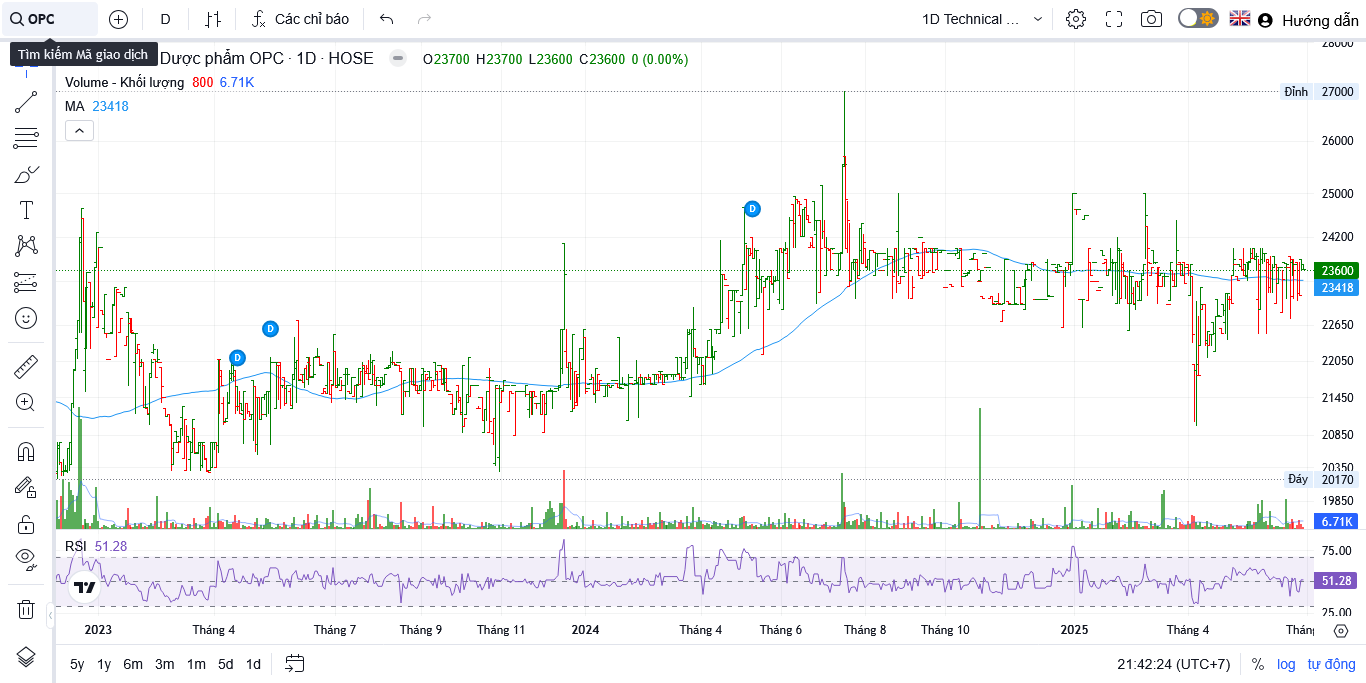 OPC
D
Các chỉ báo
1D Technical ...
Hướng dẫn
Tìm kiếm Mã giao dịch
Dược phẩm OPC · 1D · HOSE
O23700 H23700 L23600 C23600 0 (0.00%)
Volume - Khối lượng 800 6.71K
MA 23418
28000
Đỉnh 27000
26000
25000
24200
23600
23418
22650
22050
21450
20850
20350
Đáy 20170
19850
6.71K
D
D
D
RSI 51.28
75.00
51.28
25.00
2023 Tháng 4 Tháng 7 Tháng 9 Tháng 11 2024 Tháng 4 Tháng 6 Tháng 8 Tháng 10 2025 Tháng 4 Tháng
5y 1y 6m 3m 1m 5d 1d
21:42:24 (UTC+7) % log tự động